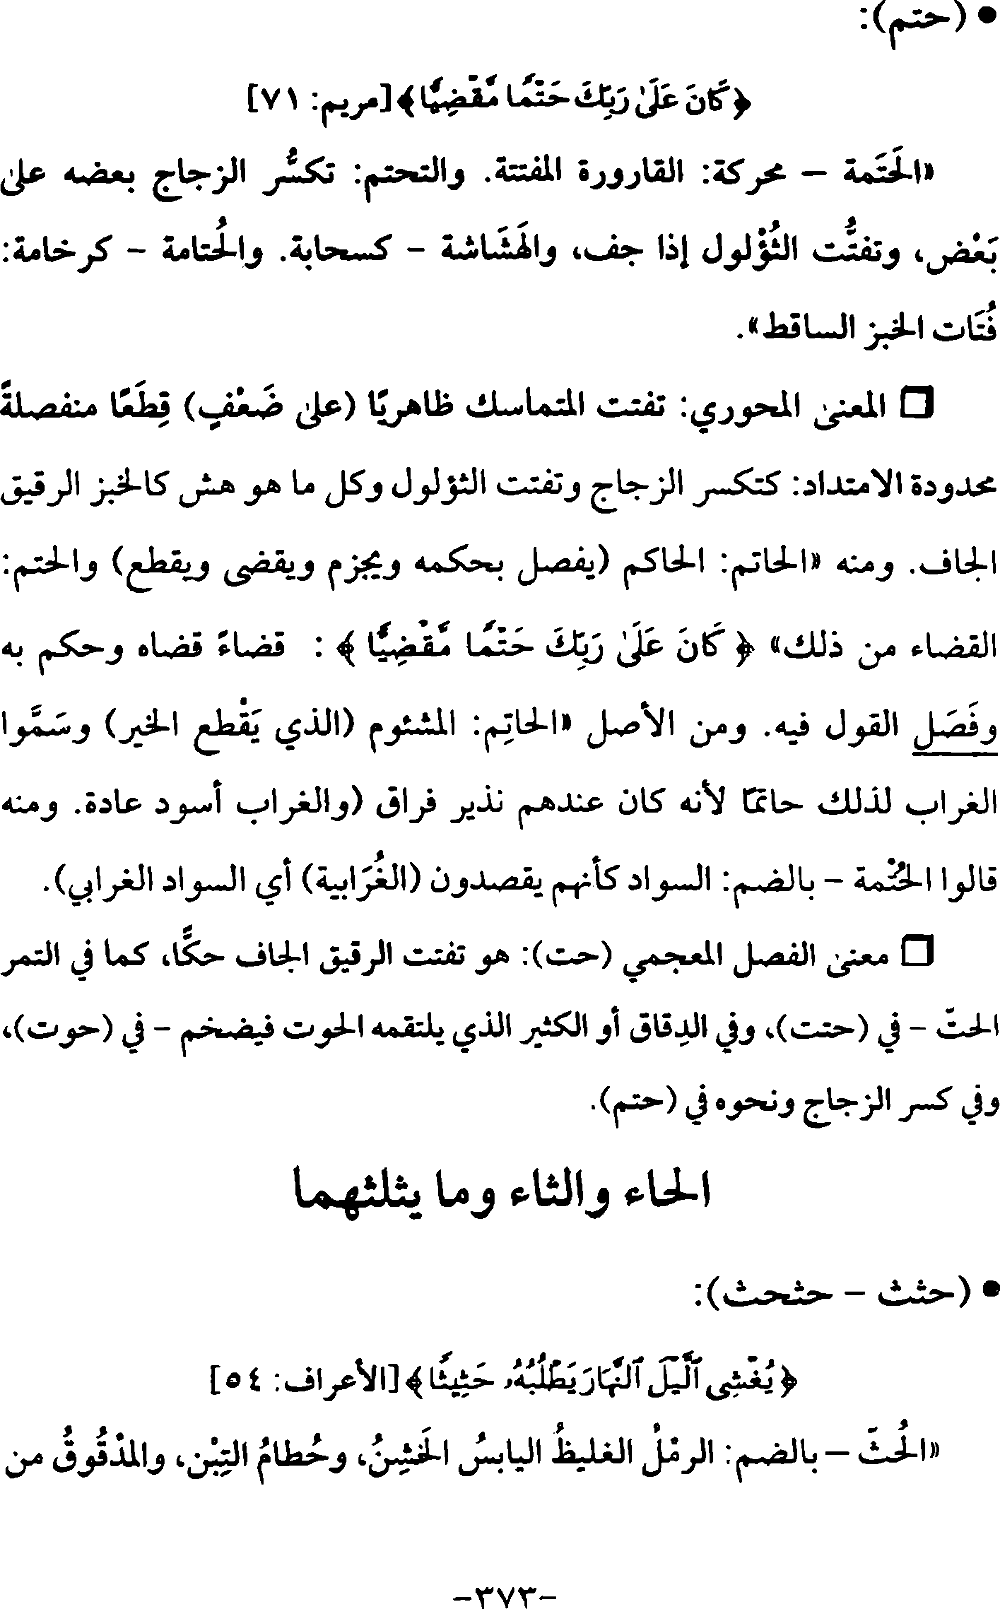 • (حتم):
﴿كَانَ عَلَىٰ رَبِّكَ حَتْمًا مَّقْضِيًّا﴾ [مريم: ٧١]
«الحَتَمة – محركة: القارورة المفتتة. والتحتم: تكسُّر الزجاج بعضه علىٰ
بَعْض، وتفتُّت الثُؤْلول إذا جف، والهَشَاشة – كسحابة. والحُتامة – كرخامة:
فُتَات الخبز الساقط».
❒ المعنىٰ المحوري: تفتت المتماسك ظاهريًا (علىٰ ضَعْفٍ) قِطَعًا منفصلةً
محدودة الامتداد: كتكسر الزجاج وتفتت الثؤلول وكل ما هو هش كالخبز الرقيق
الجاف. ومنه «الحاتم: الحاكم (يفصل بحكمه ويجزم ويقضى ويقطع) والحتم:
القضاء من ذلك» ﴿كَانَ عَلَىٰ رَبِّكَ حَتْمًا مَّقْضِيًّا﴾ : قضاءً قضاه وحكم به
وفَصَل القول فيه. ومن الأصل «الحاتِم: المشئوم (الذي يَقْطع الخير) وسَمَّوا
الغراب لذلك حاتمًا لأنه كان عندهم نذير فراق (والغراب أسود عادة. ومنه
قالوا الحُتْمة – بالضم: السواد كأنهم يقصدون (الغُرَابية) أي السواد الغرابي).
❒ معنىٰ الفصل المعجمي (حت): هو تفتت الرقيق الجاف حكًّا، كما في التمر
الحتّ – في (حتت)، وفي الدِقاق أو الكثير الذي يلتقمه الحوت فيضخم – في (حوت)،
وفي كسر الزجاج ونحوه في (حتم).
الحاء والثاء وما يثلثهما
• (حثث – حثحث):
﴿يُغْشِى ٱلَّيْلَ ٱلنَّهَارَ يَطْلُبُهُۥ حَثِيثًا﴾ [الأعراف: ٥٤]
«الحُثّ – بالضم: الرمْلُ الغليظُ اليابسُ الخَشِنُ، وحُطامُ التِبْن، والمدْقُوقُ من
-٣٧٣-